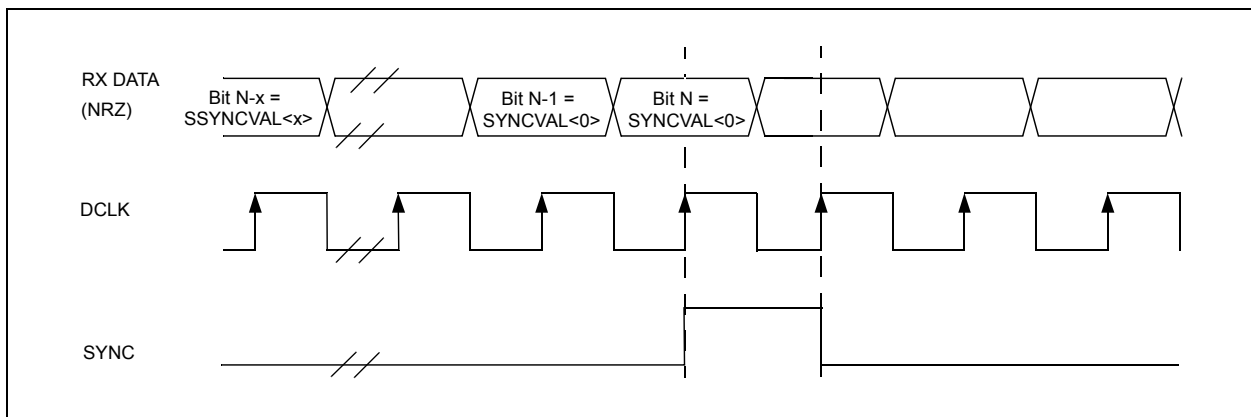 RX DATA
(NRZ)
Bit N-x =
SSYNCVAL<x>
Bit N-1 =
SYNCVAL<0>
Bit N =
SYNCVAL<0>
DCLK
SYNC